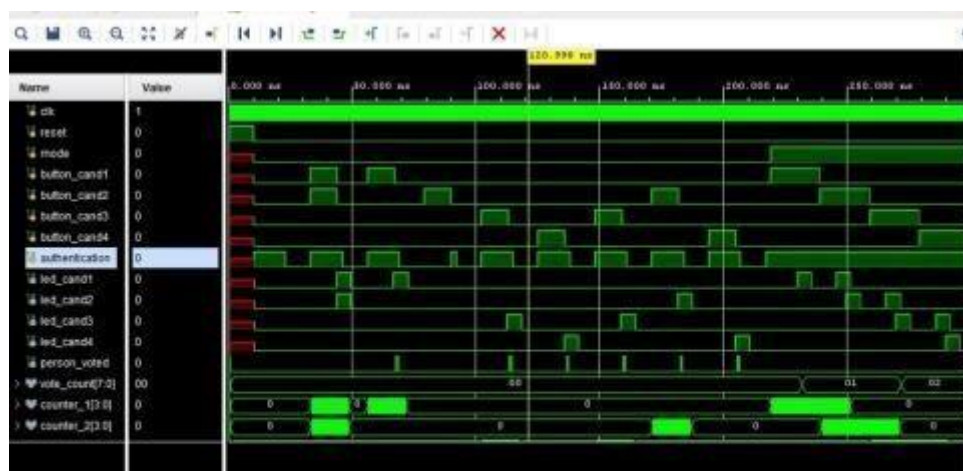 120.990 ns
Name Value 0.000 ns 50.000 ns 100.000 ns 150.000 ns 200.000 ns 250.000 ns
clk 1
reset 0
mode 0
button_cand1 0
button_cand2 0
button_cand3 0
button_cand4 0
authentication 0
led_cand1 0
led_cand2 0
led_cand3 0
led_cand4 0
person_voted 0
vote_count[7:0] 00 00 01 02
counter_1[3:0] 0 0 0 0 0
counter_2[3:0] 0 0 0 0 0